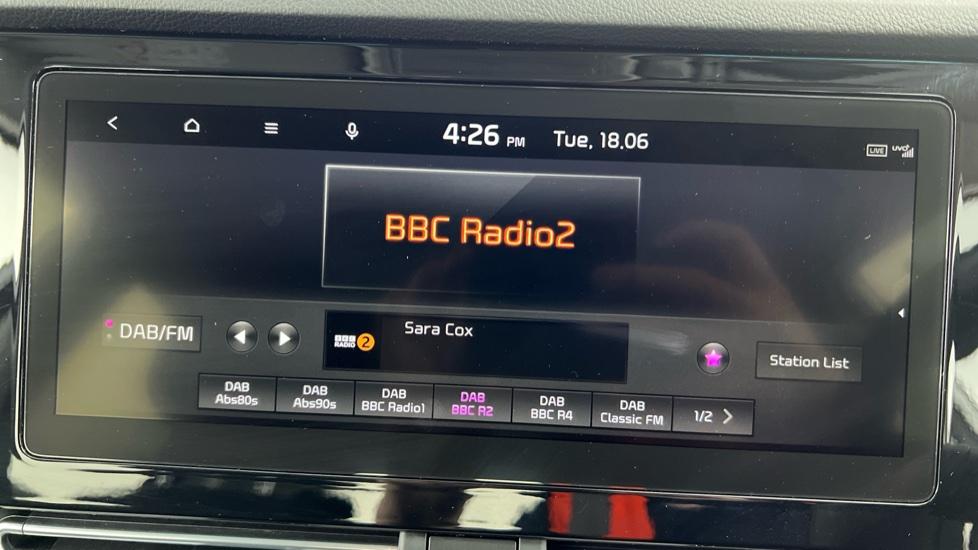 4:26 PM Tue, 18.06
LIVE UVO
BBC Radio2
DAB/FM
BBC RADIO 2
Sara Cox
Station List
DAB Abs80s
DAB Abs90s
DAB BBC Radio1
DAB BBC R2
DAB BBC R4
DAB Classic FM
1/2